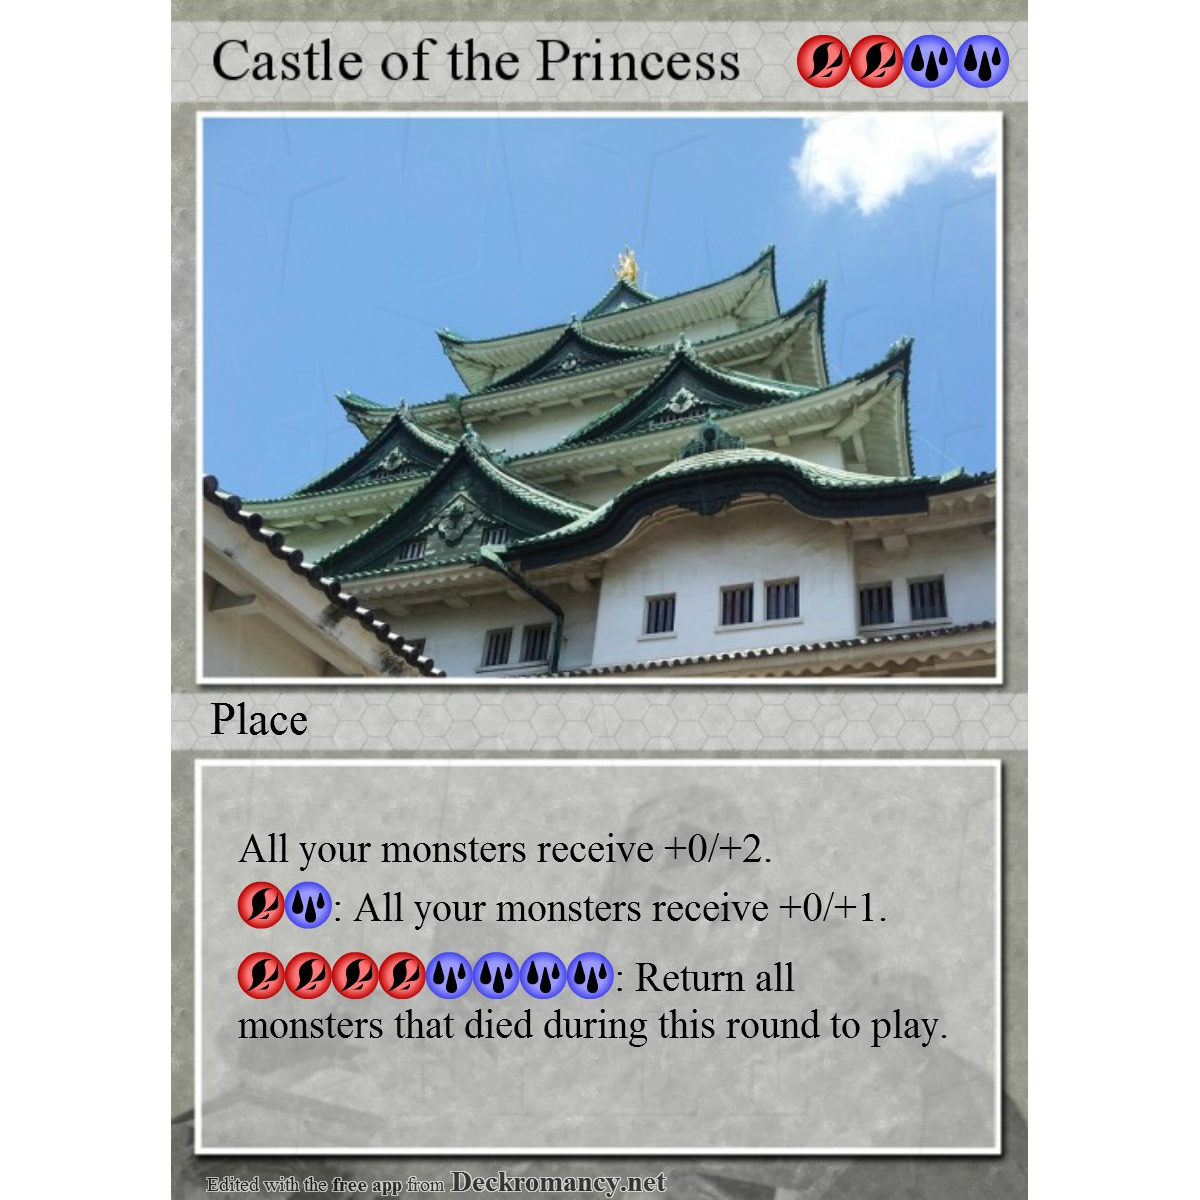 Castle of the Princess
Place
All your monsters receive +0/+2.
: All your monsters receive +0/+1.
: Return all
monsters that died during this round to play.
Edited with the free app from Deckromancy.net